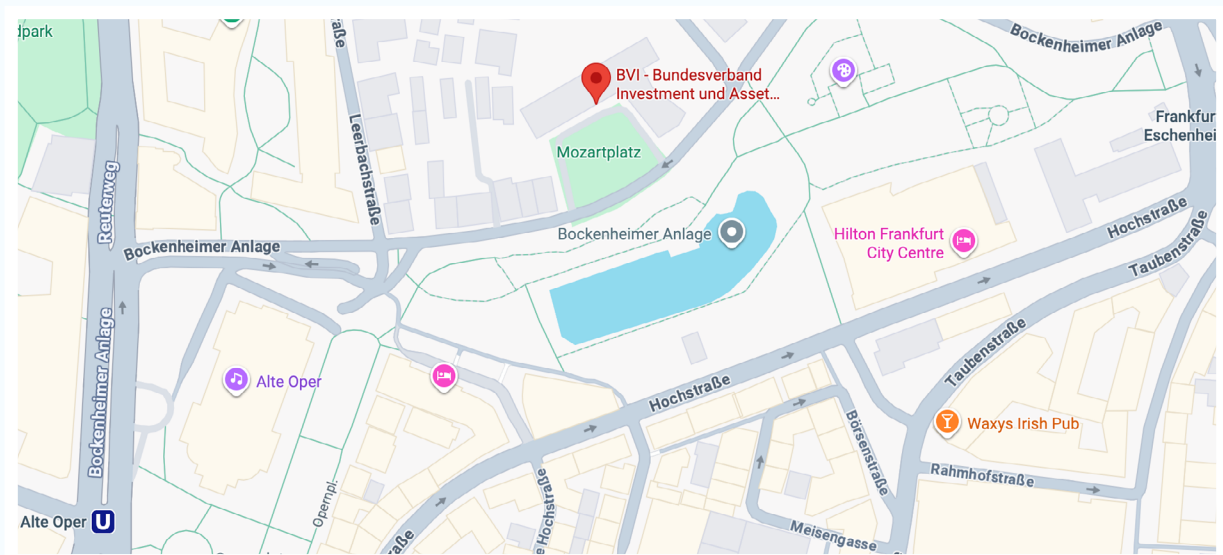 dpark
Bockenheimer Anlage
BVI - Bundesverband
Investment und Asset...
Frankfur
Eschenhei
Leerbachstraße
Mozartplatz
Reuterweg
Bockenheimer Anlage
Bockenheimer Anlage
Hilton Frankfurt
City Centre
Hochstraße
Taubenstraße
Bockenheimer Anlage
Alte Oper
Hochstraße
Taubenstraße
Waxys Irish Pub
Börsenstraße
Rahmhofstraße
Opernpl.
e Hochstraße
Alte Oper U
Meisengasse
aße
raße